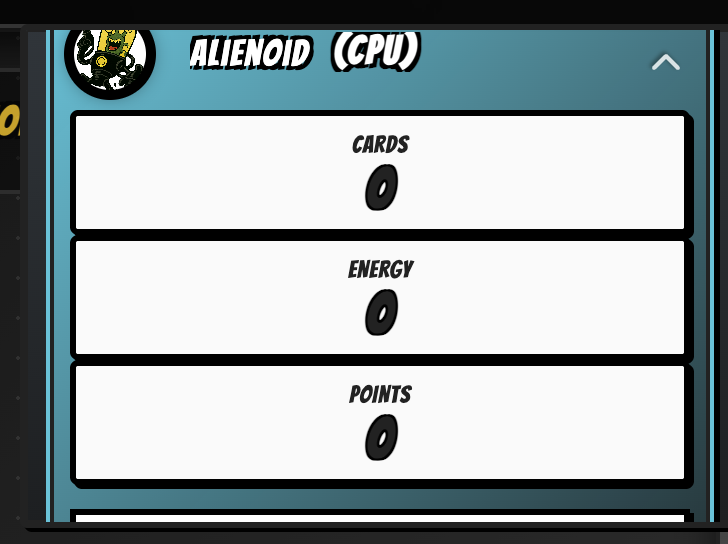 ALIENOID (CPU)
CARDS
0
ENERGY
0
POINTS
0